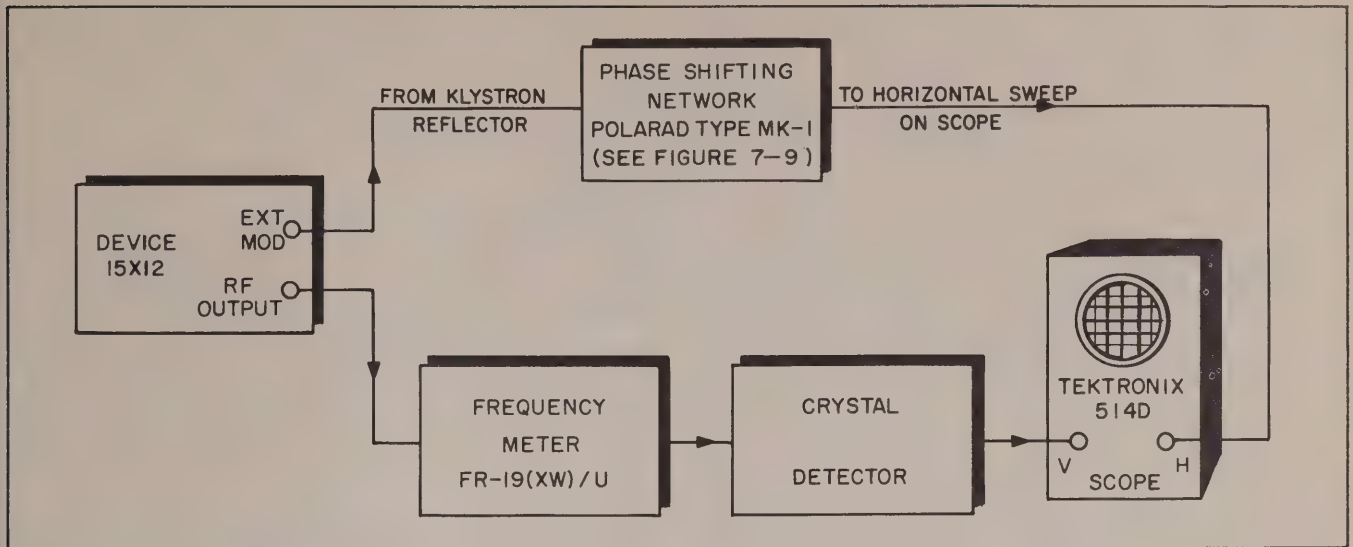 PHASE SHIFTING
NETWORK
POLARAD TYPE MK-1
(SEE FIGURE 7-9)
FROM KLYSTRON
REFLECTOR
TO HORIZONTAL SWEEP
ON SCOPE
DEVICE
15X12
EXT
MOD
RF
OUTPUT
FREQUENCY
METER
FR-19(XW)/U
CRYSTAL
DETECTOR
TEKTRONIX
514D
V
H
SCOPE